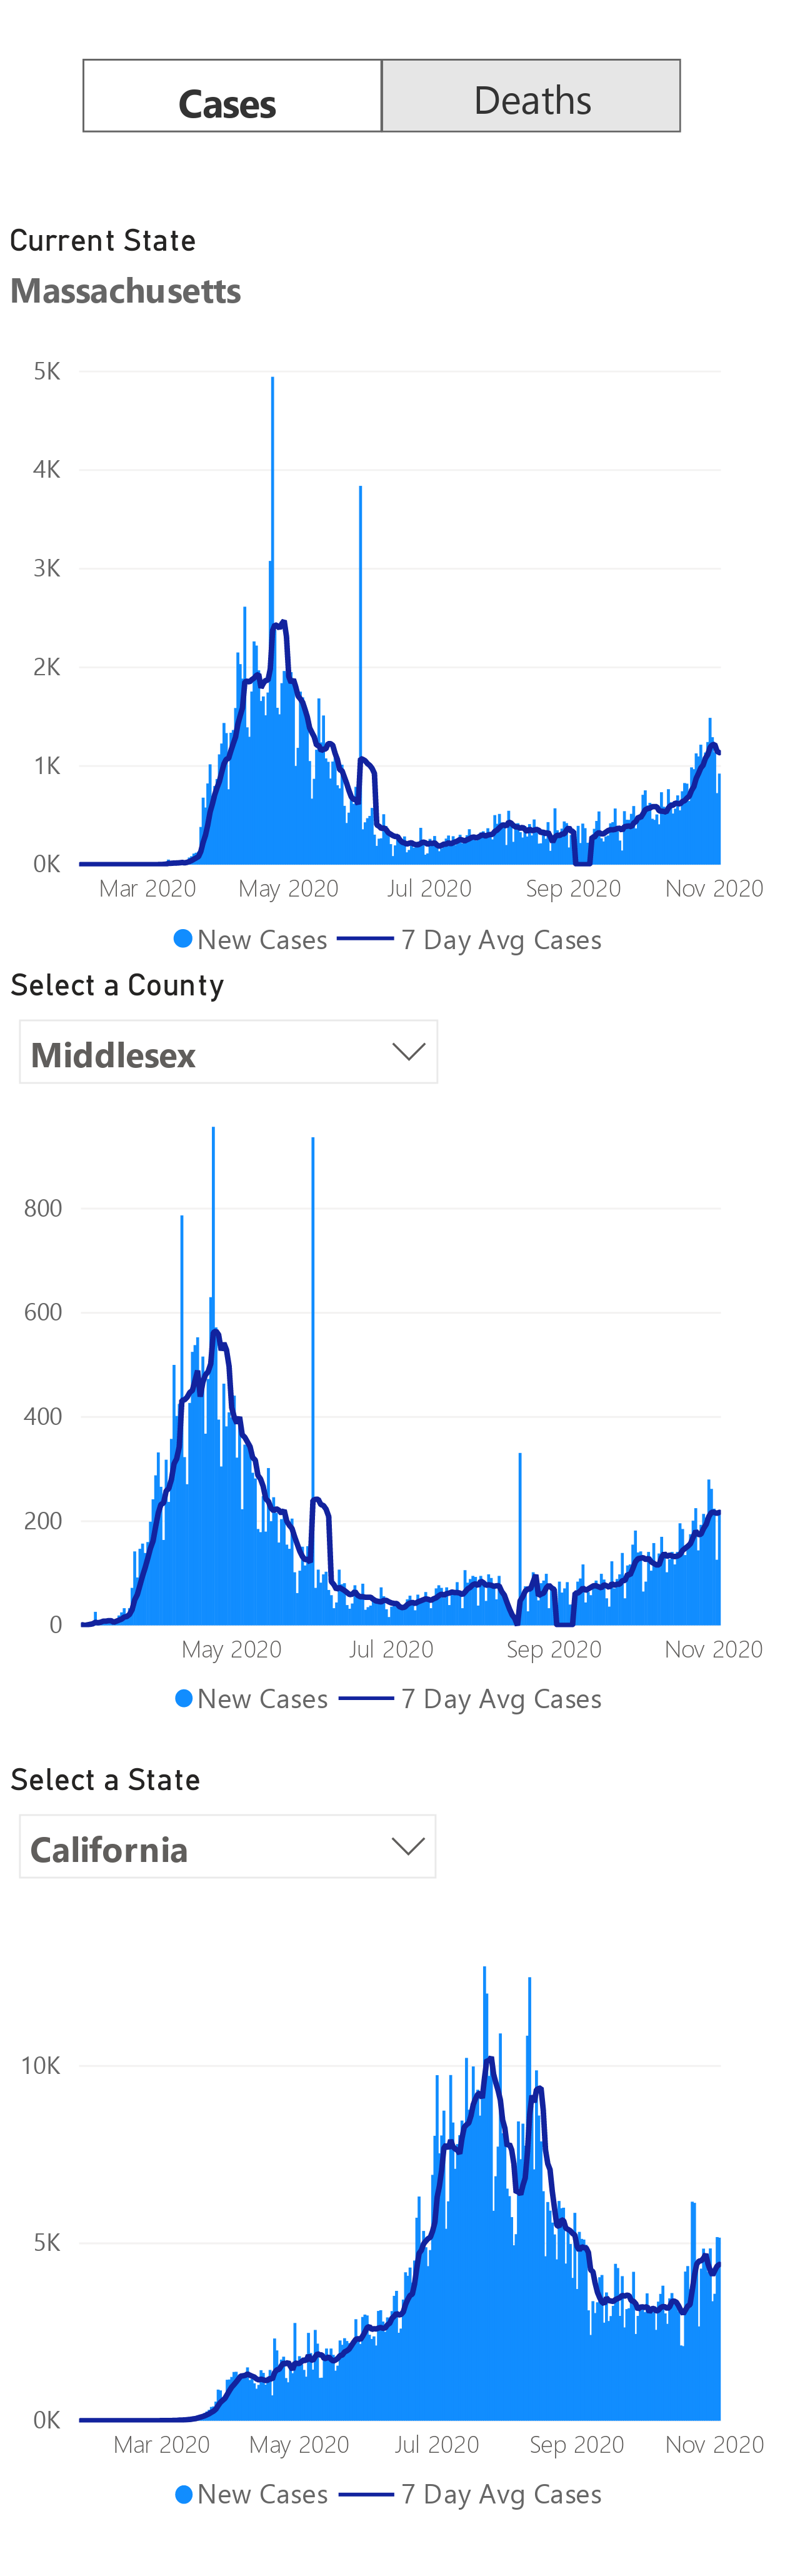 Cases Deaths
Current State
Massachusetts
5K
4K
3K
2K
1K
0K
Mar 2020 May 2020 Jul 2020 Sep 2020 Nov 2020
New Cases 7 Day Avg Cases
Select a County
Middlesex
800
600
400
200
0
May 2020 Jul 2020 Sep 2020 Nov 2020
New Cases 7 Day Avg Cases
Select a State
California
10K
5K
0K
Mar 2020 May 2020 Jul 2020 Sep 2020 Nov 2020
New Cases 7 Day Avg Cases